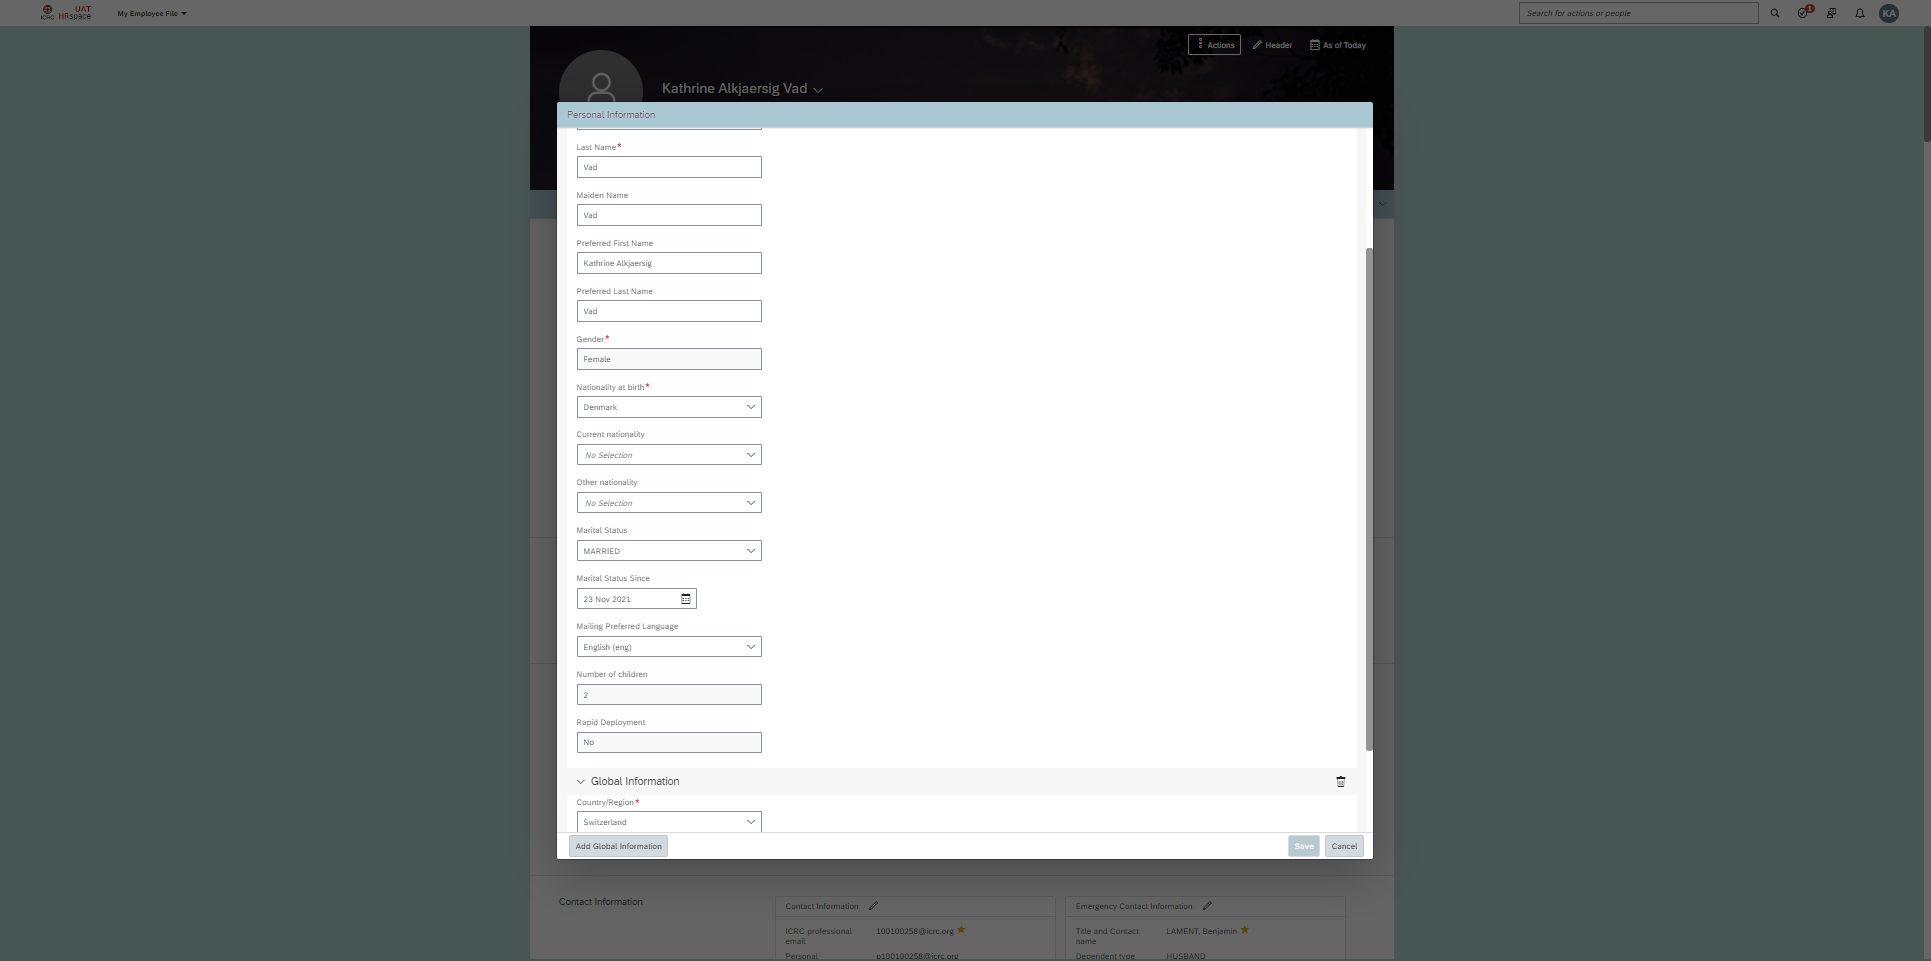 ICRC
UAT
HRspace
My Employee File
Search for actions or people
1
KA
Actions
Header
As of Today
Kathrine Alkjaersig Vad
Personal Information
Last Name*
Vad
Maiden Name
Vad
Preferred First Name
Kathrine Alkjaersig
Preferred Last Name
Vad
Gender*
Female
Nationality at birth*
Denmark
Current nationality
No Selection
Other nationality
No Selection
Marital Status
MARRIED
Marital Status Since
23 Nov 2021
Mailing Preferred Language
English (eng)
Number of children
2
Rapid Deployment
No
Global Information
Country/Region*
Switzerland
Add Global Information
Save
Cancel
Contact Information
Contact Information
Emergency Contact Information
ICRC professional email
100100258@icrc.org
Title and Contact name
LAMENT, Benjamin
Personal
p100100258@icrc.org
Dependent type
HUSBAND